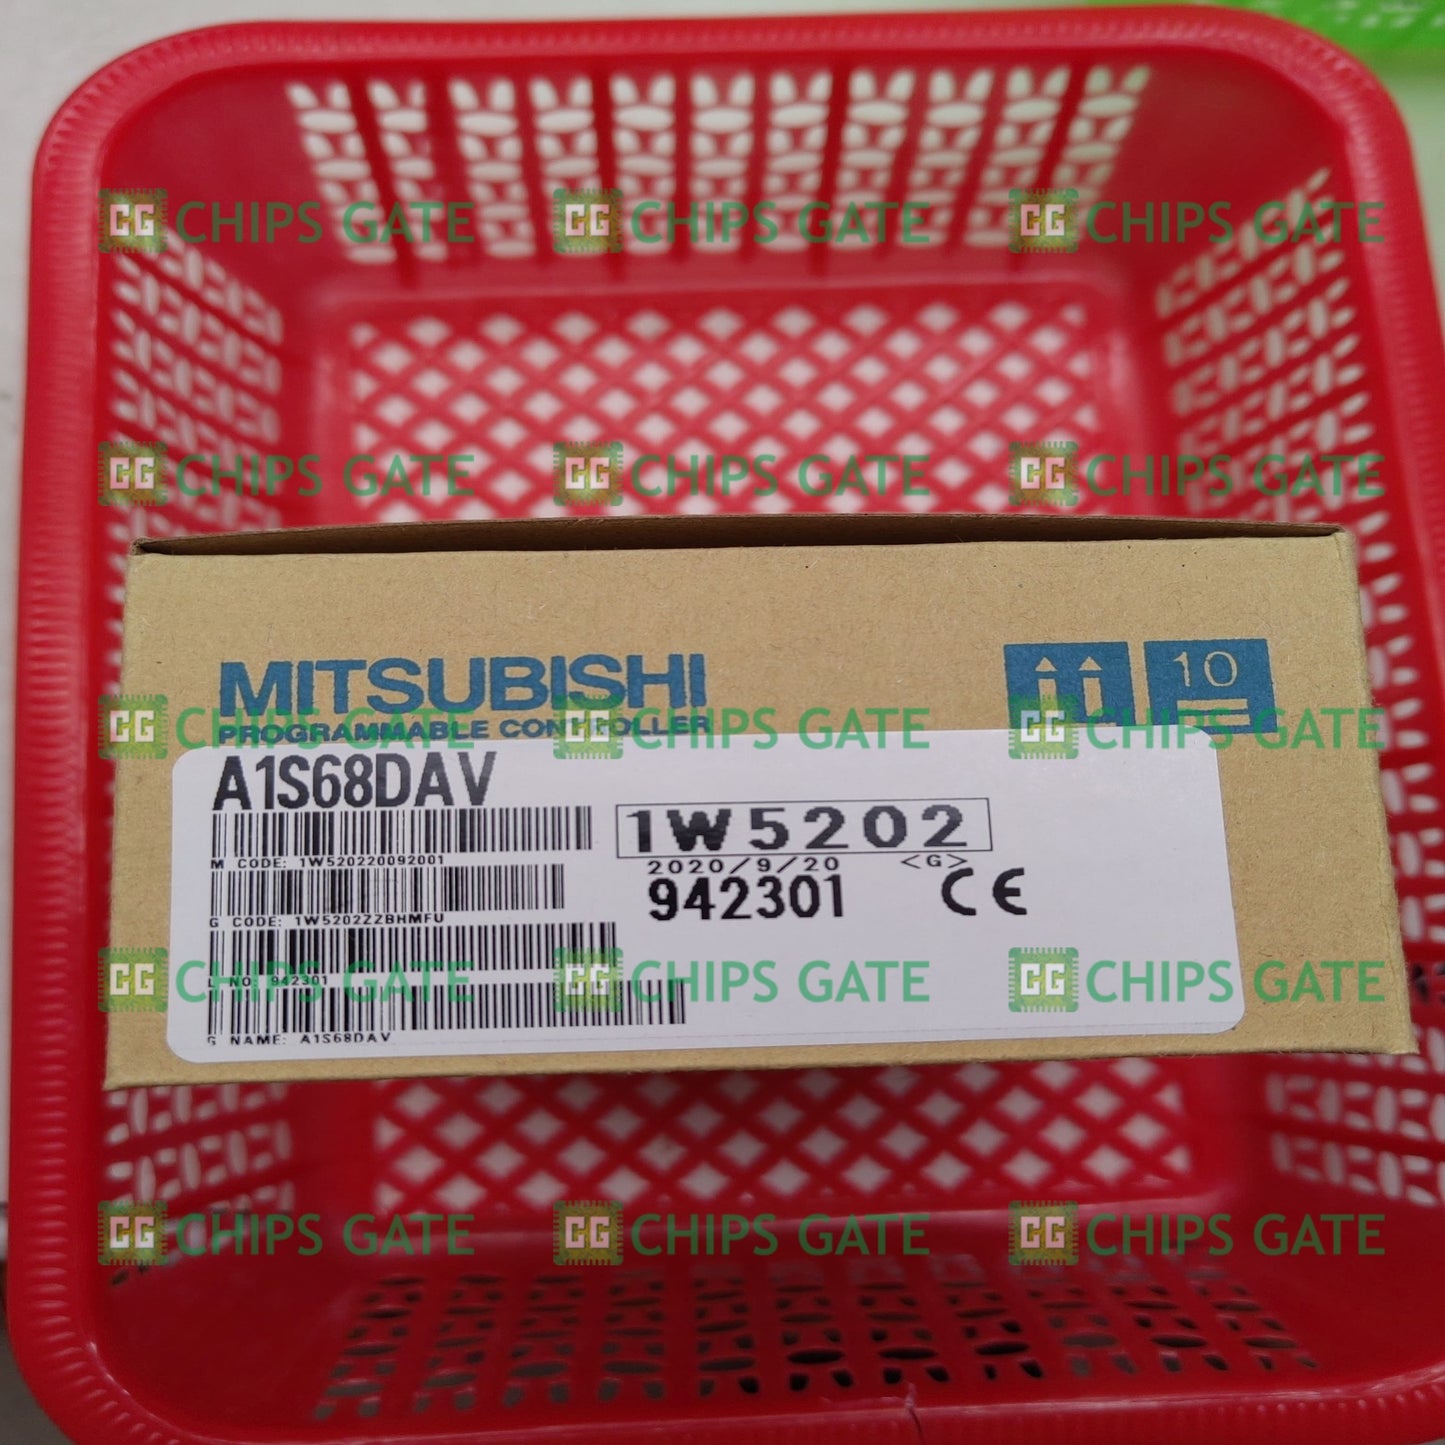 CG CHIPS GATE CG CHIPS GATE CG CHIPS GATE
CG CHIPS GATE CG CHIPS GATE CG CHIPS GATE
MITSUBISHI
10
PROGRAMMABLE CONTROLLER
CG CHIPS GATE CG CHIPS GATE CG CHIPS GATE
A1S68DAV
1W5202
M CODE: 1W520220092001
2020/9/20 <G>
942301 CE
G CODE: 1W5202ZZBHMFU
CG CHIPS GATE CG CHIPS GATE CG CHIPS GATE
L NO: 942301
G NAME: A1S68DAV
CG CHIPS GATE CG CHIPS GATE CG CHIPS GATE